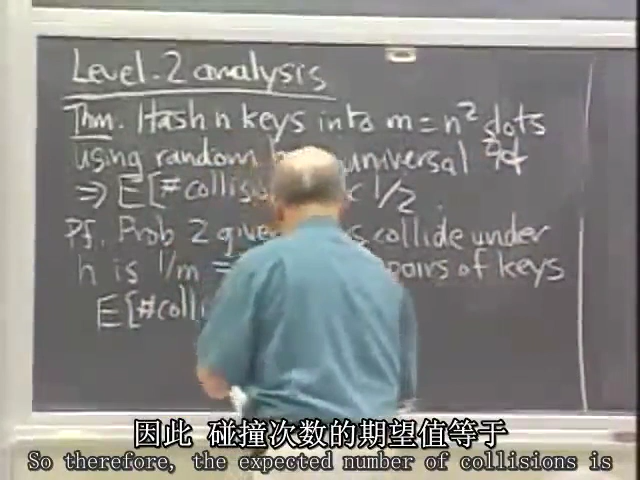 Level-2 analysis
Thm. Hash n keys into m = n² slots
using random universal
⇒ E[#collis 1/2.
Pf. Prob 2 give collide under
h is 1/m = pairs of keys
E[#colli
因此 碰撞次数的期望值等于
So therefore, the expected number of collisions is